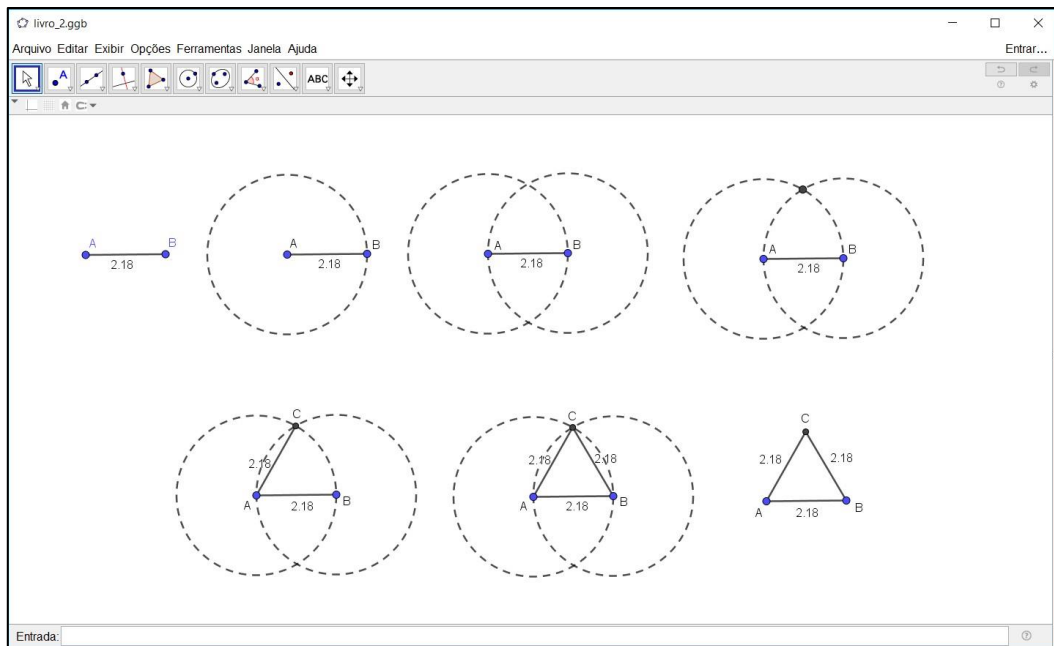 livro_2.ggb
Arquivo Editar Exibir Opções Ferramentas Janela Ajuda Entrar...
A ABC
A B
2.18
A B
2.18
A B
2.18
A B
2.18
C
2.18
A B
2.18
C
2.18 2.18
A B
2.18
C
2.18 2.18
A B
2.18
Entrada: